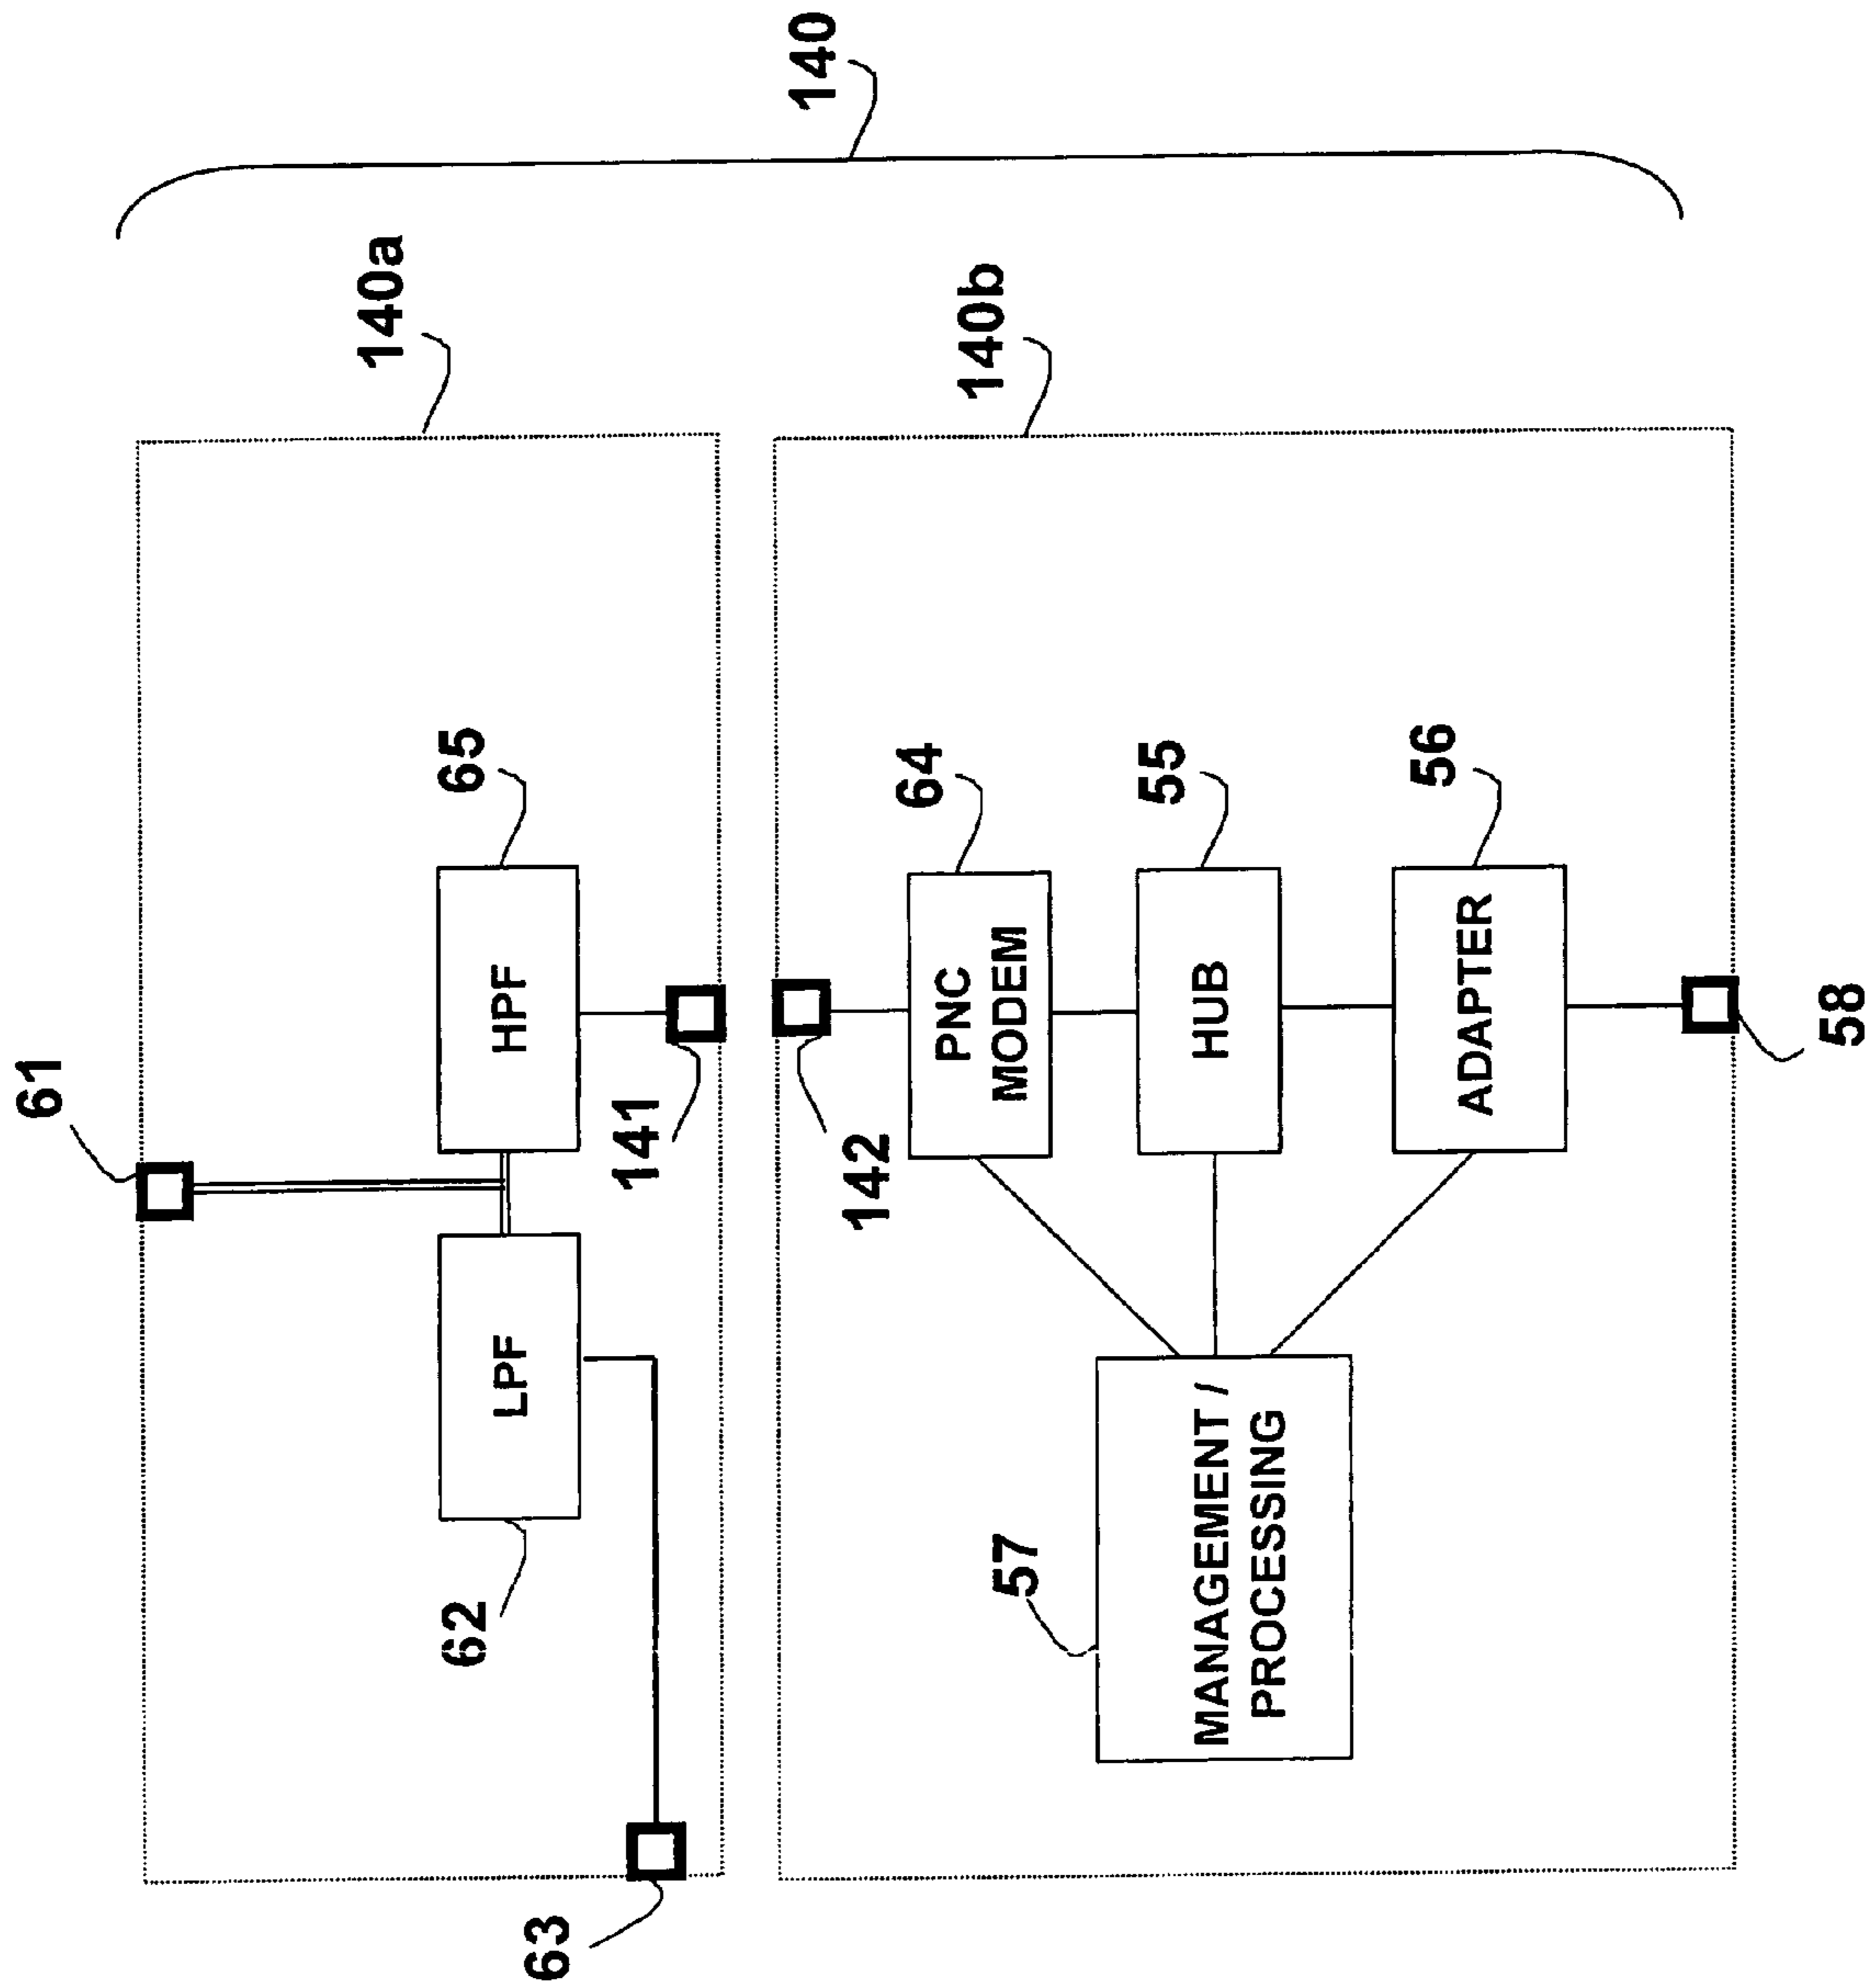 61
140a
62
65
LPF
HPF
63
141
140
142
64
140b
PNC
MODEM
57
55
MANAGEMENT /
PROCESSING
HUB
56
ADAPTER
58